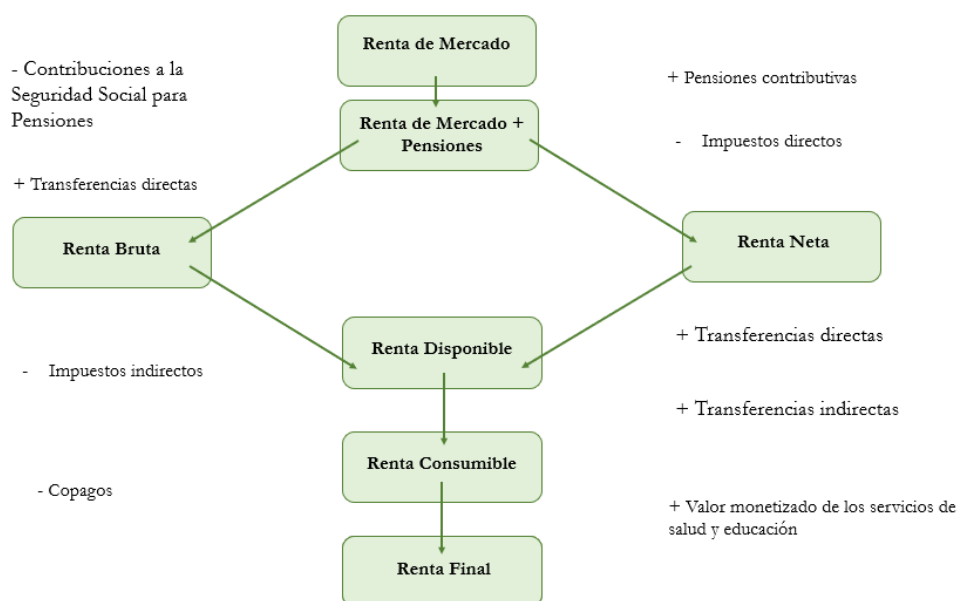 Renta de Mercado
- Contribuciones a la
Seguridad Social para
Pensiones
+ Pensiones contributivas
Renta de Mercado +
Pensiones
- Impuestos directos
+ Transferencias directas
Renta Bruta
Renta Neta
Renta Disponible
+ Transferencias directas
- Impuestos indirectos
+ Transferencias indirectas
Renta Consumible
- Copagos
+ Valor monetizado de los servicios de
salud y educación
Renta Final